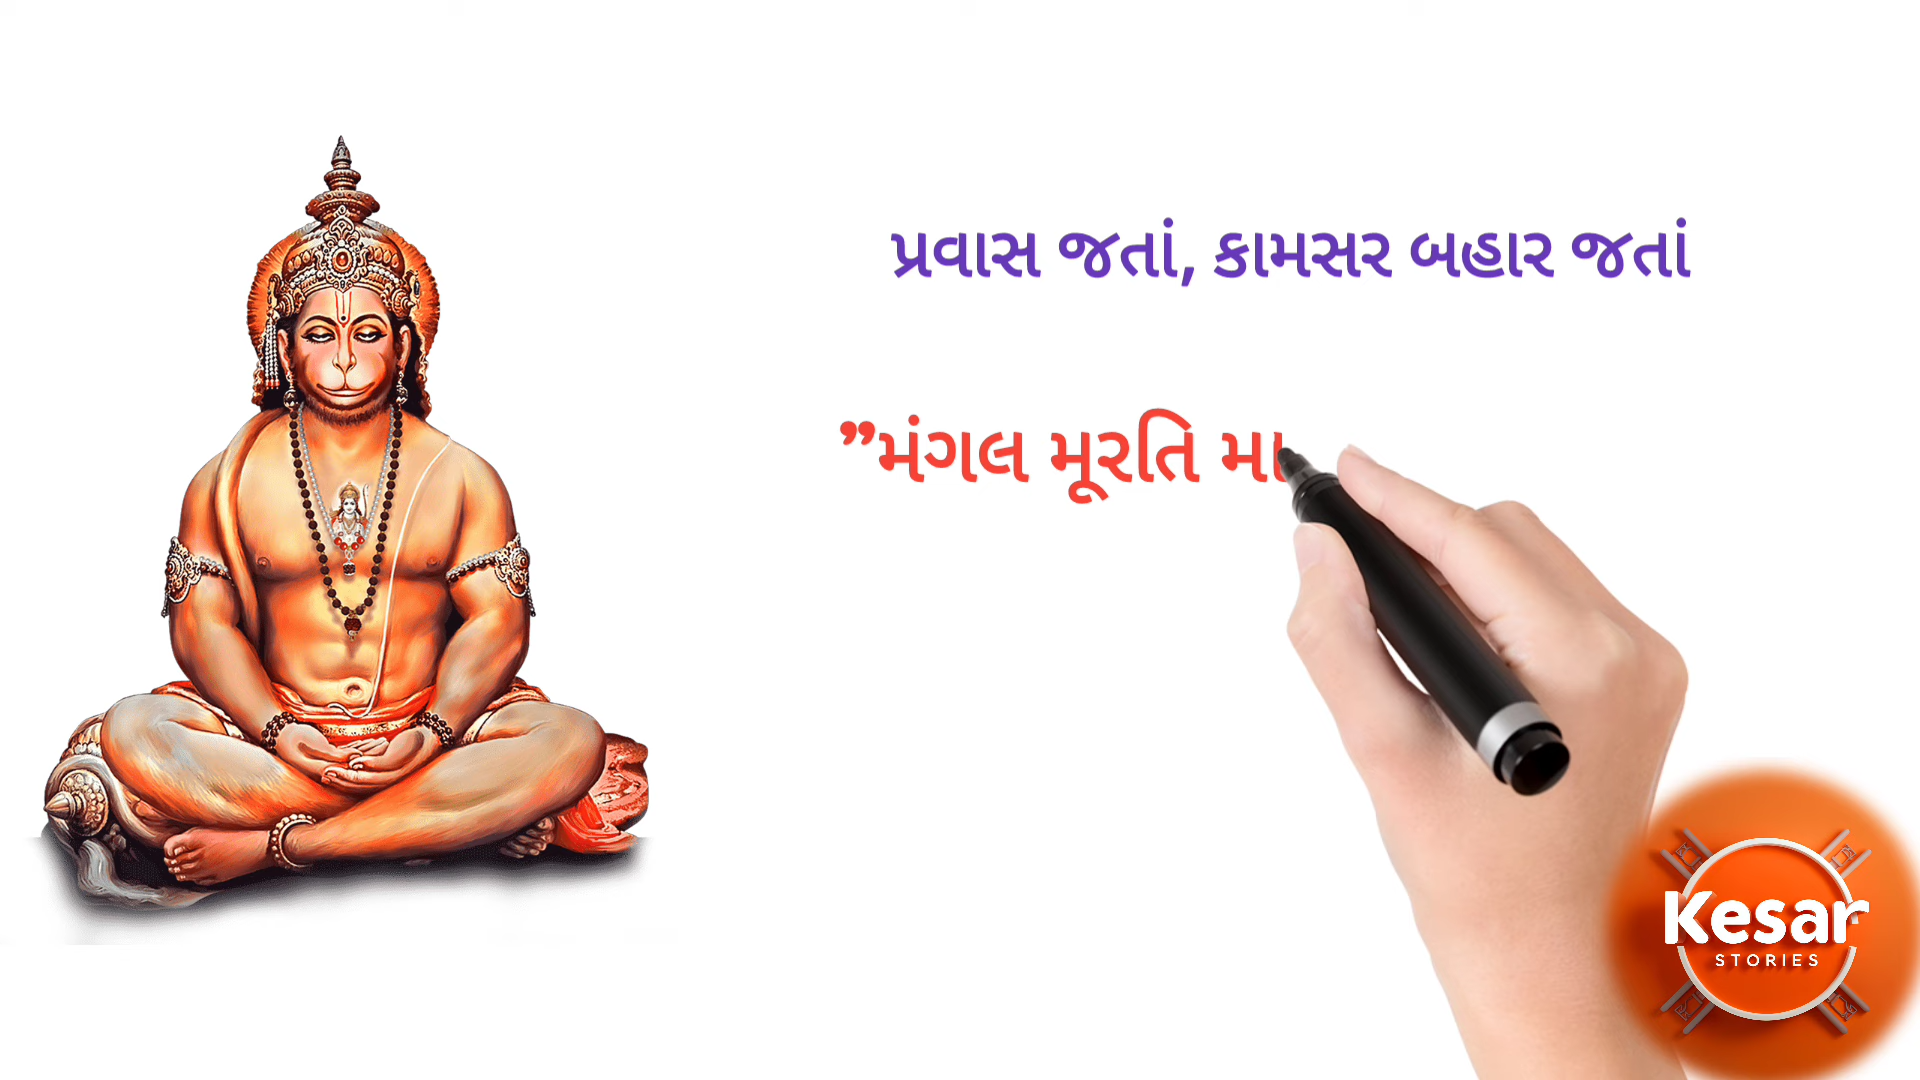 પ્રવાસ જતાં, કામસર બહાર જતાં
”મંગલ મૂરતિ મા
Kesar
STORIES